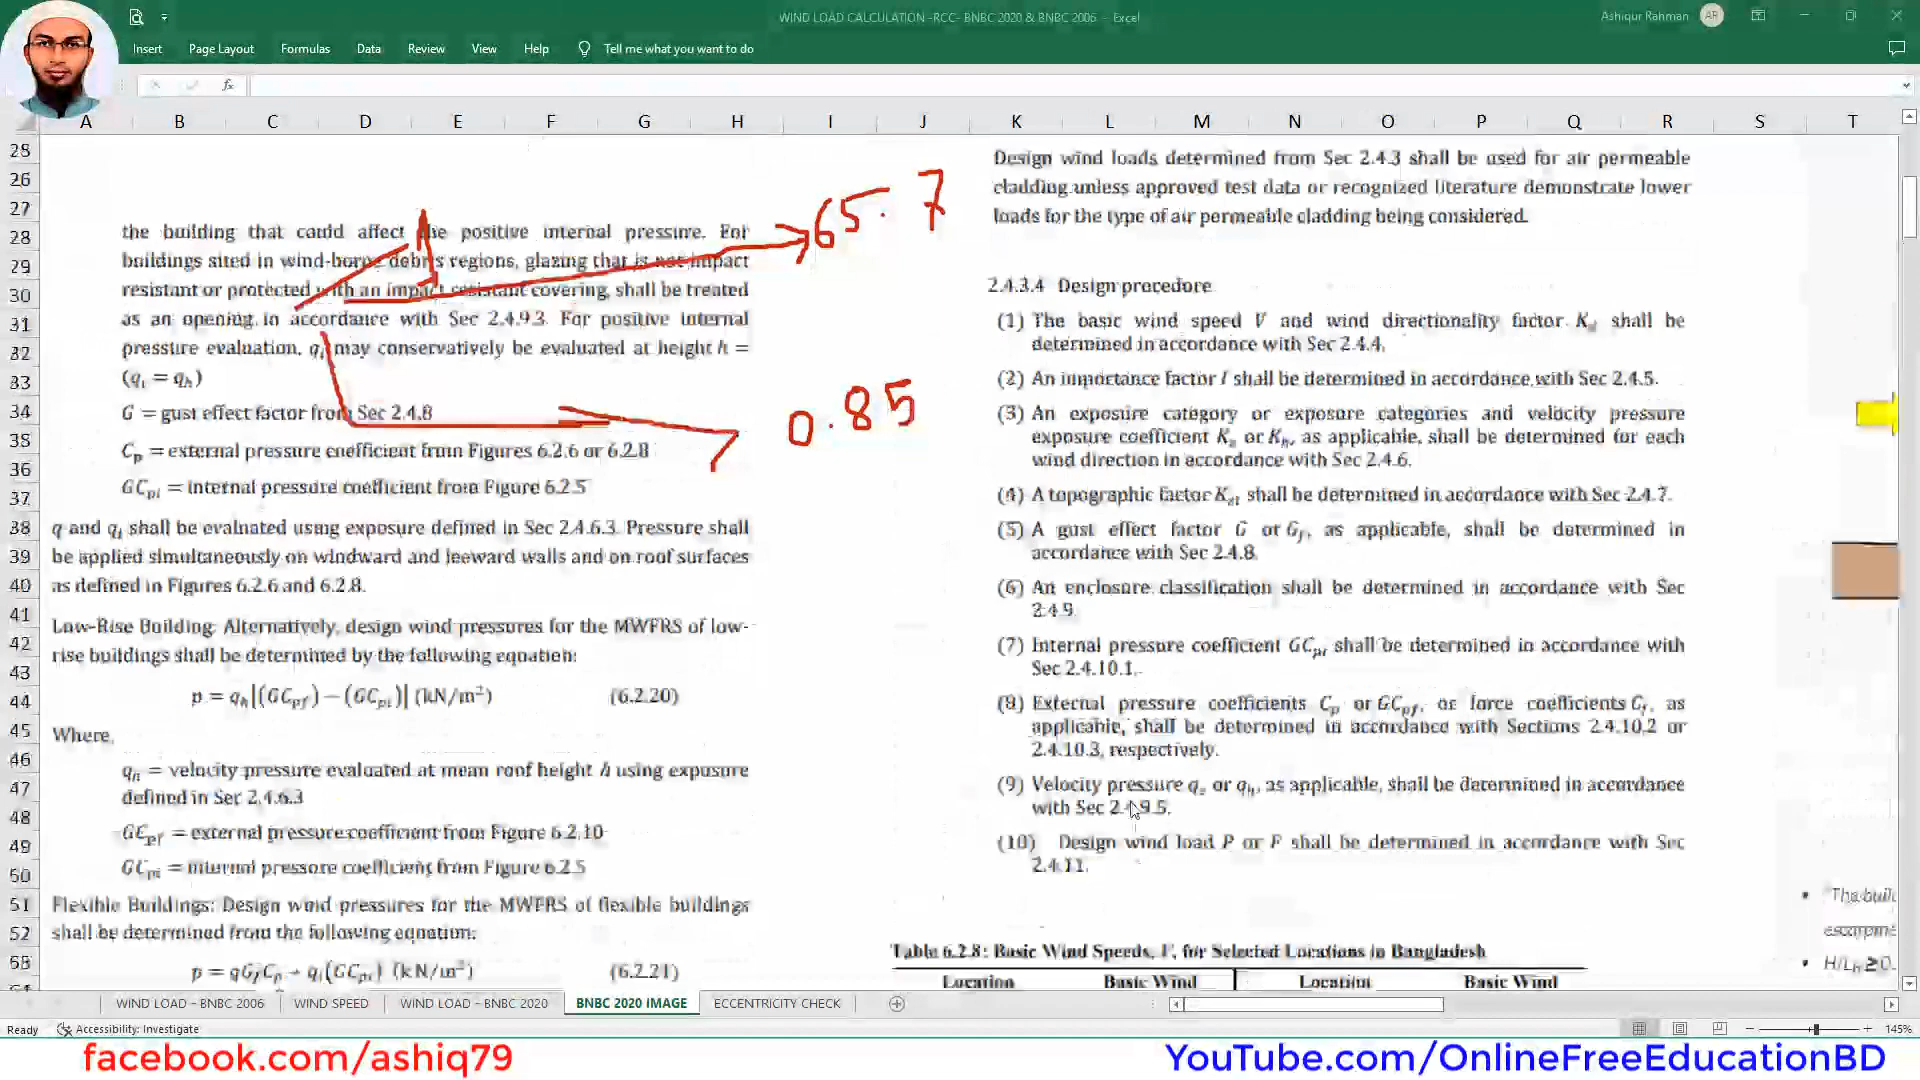 WIND LOAD CALCULATION -RCC- BNBC 2020 & BNBC 2006 - Excel
Ashiqur Rahman AR
Insert Page Layout Formulas Data Review View Help Tell me what you want to do
fx
A B C D E F G H I J K L M N O P Q R S T
the building that could affect the positive internal pressure. For
buildings sited in wind-borne debris regions, glazing that is not impact
resistant or protected with an impact resistant covering, shall be treated
as an opening in accordance with Sec 2.4.9.3. For positive internal
pressure evaluation, qi may conservatively be evaluated at height h =
(qi = qh)
G = gust effect factor from Sec 2.4.8
Cp = external pressure coefficient from Figures 6.2.6 or 6.2.8
GCpi = internal pressure coefficient from Figure 6.2.5
q and qi shall be evaluated using exposure defined in Sec 2.4.6.3. Pressure shall
be applied simultaneously on windward and leeward walls and on roof surfaces
as defined in Figures 6.2.6 and 6.2.8.
Low-Rise Building: Alternatively, design wind pressures for the MWFRS of low-
rise buildings shall be determined by the following equation:
p = qh|(GCpf) − (GCpi)| (kN/m²) (6.2.20)
Where,
qh = velocity pressure evaluated at mean roof height h using exposure
defined in Sec 2.4.6.3
GCpf = external pressure coefficient from Figure 6.2.10
GCpi = internal pressure coefficient from Figure 6.2.5
Flexible Buildings: Design wind pressures for the MWFRS of flexible buildings
shall be determined from the following equation:
p = qGfCp − qi(GCpi) (kN/m²) (6.2.21)
65.7
0.85
Design wind loads determined from Sec 2.4.3 shall be used for air permeable
cladding unless approved test data or recognized literature demonstrate lower
loads for the type of air permeable cladding being considered.
2.4.3.4 Design procedure
(1) The basic wind speed V and wind directionality factor Kd shall be
determined in accordance with Sec 2.4.4.
(2) An importance factor I shall be determined in accordance with Sec 2.4.5.
(3) An exposure category or exposure categories and velocity pressure
exposure coefficient Kz or Kh, as applicable, shall be determined for each
wind direction in accordance with Sec 2.4.6.
(4) A topographic factor Kzt shall be determined in accordance with Sec 2.4.7.
(5) A gust effect factor G or Gf, as applicable, shall be determined in
accordance with Sec 2.4.8.
(6) An enclosure classification shall be determined in accordance with Sec
2.4.9.
(7) Internal pressure coefficient GCpi shall be determined in accordance with
Sec 2.4.10.1.
(8) External pressure coefficients Cp or GCpf, or force coefficients Cf, as
applicable, shall be determined in accordance with Sections 2.4.10.2 or
2.4.10.3, respectively.
(9) Velocity pressure qz or qh, as applicable, shall be determined in accordance
with Sec 2.4.9.5.
(10) Design wind load P or F shall be determined in accordance with Sec
2.4.11.
Table 6.2.8: Basic Wind Speeds, V, for Selected Locations in Bangladesh
Location Basic Wind Location Basic Wind
• The buil
escarpme
• H/Lh ≥0.
WIND LOAD – BNBC 2006 WIND SPEED WIND LOAD – BNBC 2020 BNBC 2020 IMAGE ECCENTRICITY CHECK
Ready Accessibility: Investigate 145%
facebook.com/ashiq79 YouTube.com/OnlineFreeEducationBD